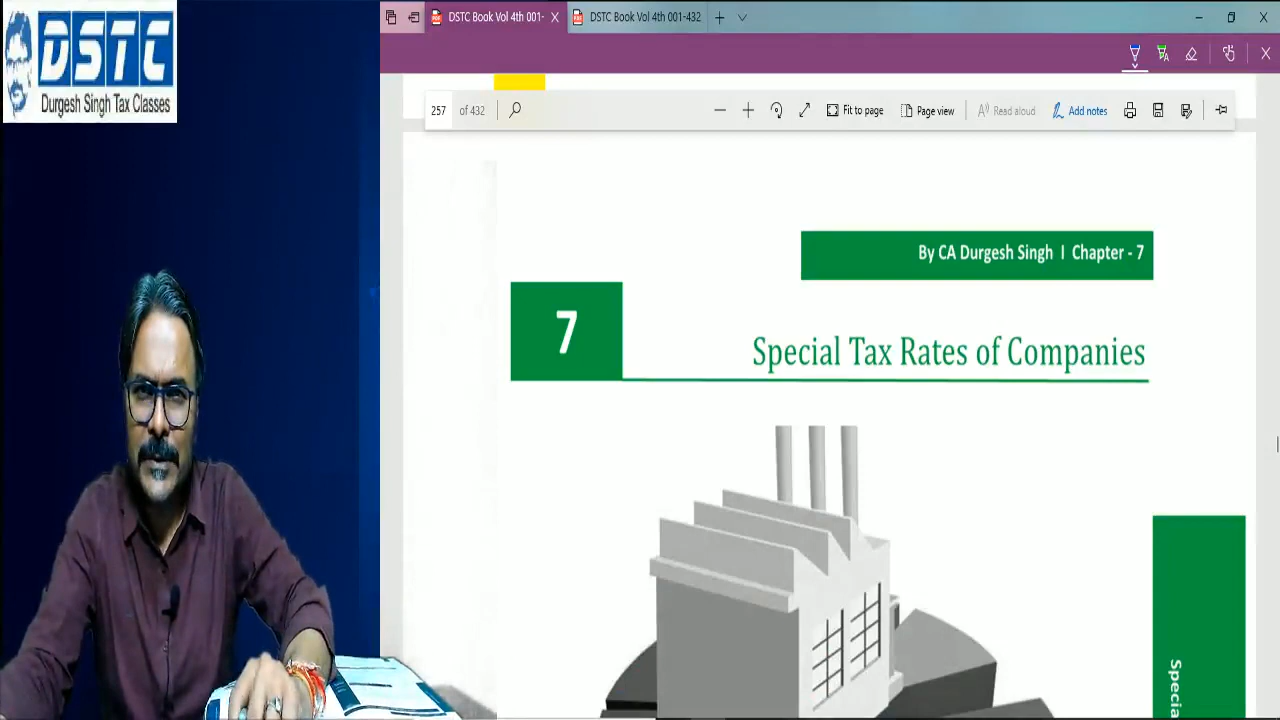 DSTC
Durgesh Singh Tax Classes
DSTC Book Vol 4th 001-
DSTC Book Vol 4th 001-432
257 of 432
Fit to page
Page view
Read aloud
Add notes
By CA Durgesh Singh I Chapter - 7
7
Special Tax Rates of Companies
Specia